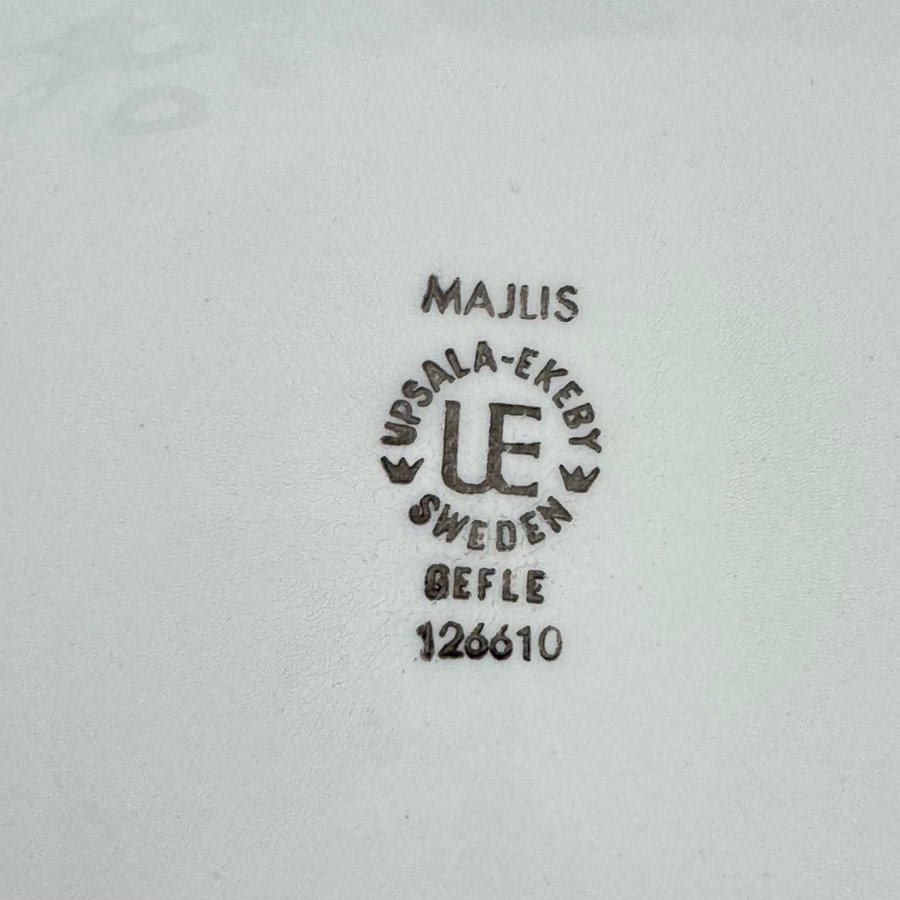 MAJLIS
UPSALA-EKEBY
UE
SWEDEN
GEFLE
126610